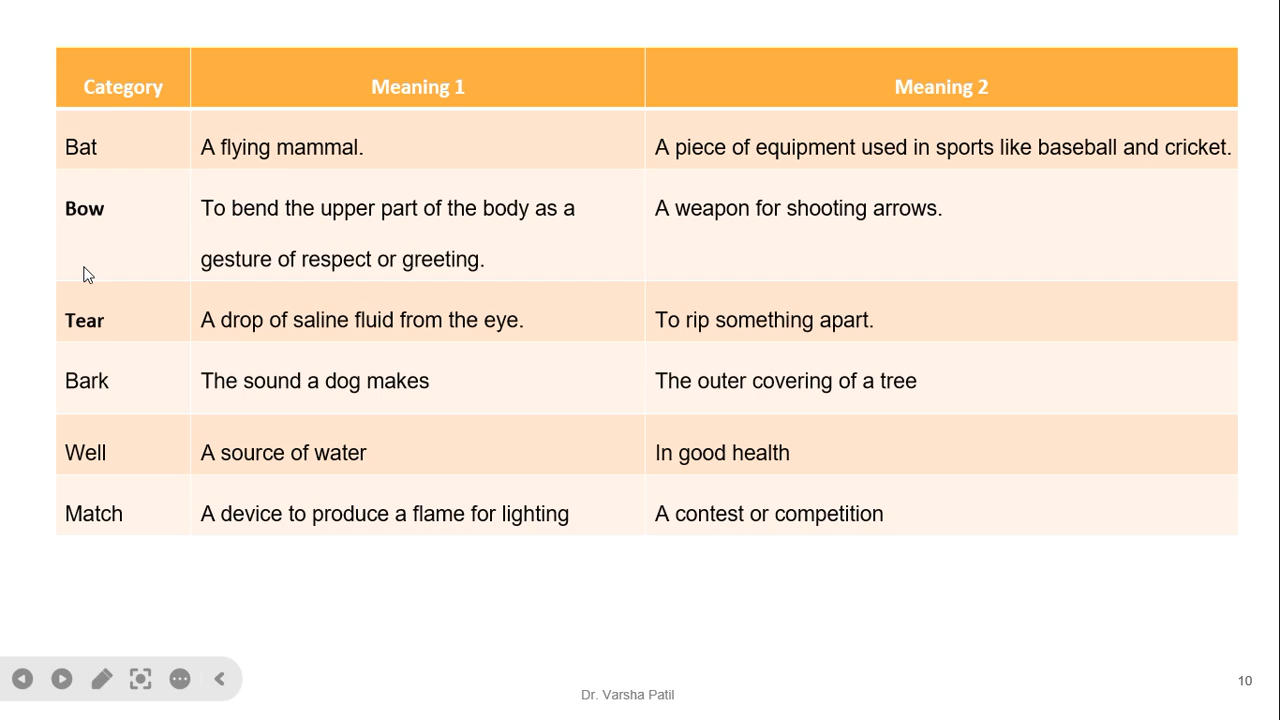 Category Meaning 1 Meaning 2
Bat A flying mammal. A piece of equipment used in sports like baseball and cricket.
Bow To bend the upper part of the body as a A weapon for shooting arrows.
gesture of respect or greeting.
Tear A drop of saline fluid from the eye. To rip something apart.
Bark The sound a dog makes The outer covering of a tree
Well A source of water In good health
Match A device to produce a flame for lighting A contest or competition
Dr. Varsha Patil
10